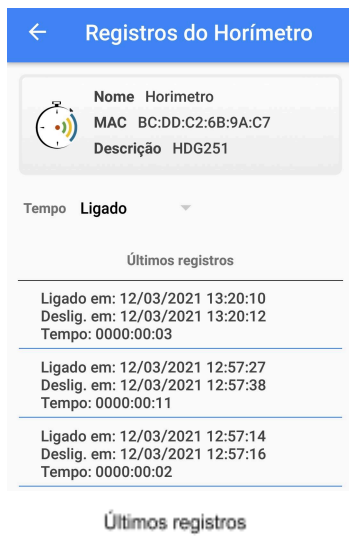 Registros do Horímetro
Nome Horimetro
MAC BC:DD:C2:6B:9A:C7
Descrição HDG251
Tempo Ligado
Últimos registros
Ligado em: 12/03/2021 13:20:10
Deslig. em: 12/03/2021 13:20:12
Tempo: 0000:00:03
Ligado em: 12/03/2021 12:57:27
Deslig. em: 12/03/2021 12:57:38
Tempo: 0000:00:11
Ligado em: 12/03/2021 12:57:14
Deslig. em: 12/03/2021 12:57:16
Tempo: 0000:00:02
Últimos registros